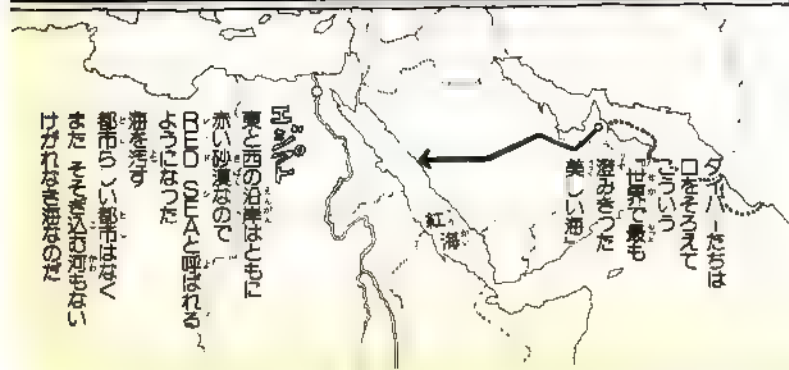 ダイバーたちは
口をそろえて
こういう
「世界で最も
澄みきった
美しい海」
紅海
エジプト
東と西の沿岸はともに
赤い砂漠なので
RED SEAと呼ばれる
ようになった
海を汚す
都市らしい都市はなく
また そそぎ込む河もない
けがれなき海なのだ